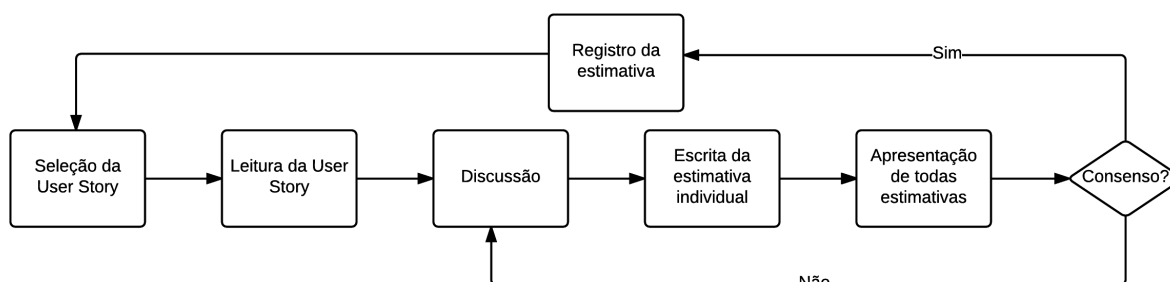 Registro da
estimativa
Sim
Seleção da
User Story
Leitura da User
Story
Discussão
Escrita da
estimativa
individual
Apresentação
de todas
estimativas
Consenso?
Não